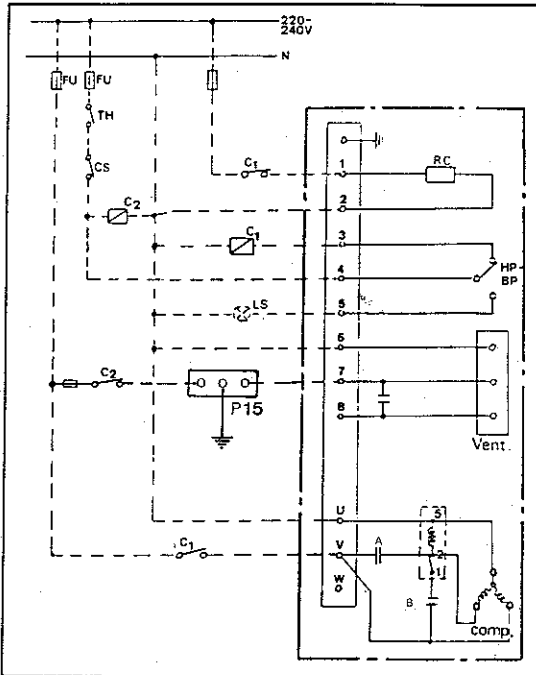 220-
240V
N
FU
FU
TH
CS
C1
1
RC
C2
2
C1
3
4
HP
BP
LS
5
6
C2
7
P15
8
Vent.
U
5
C1
V
A
2
1
W
B
Comp.